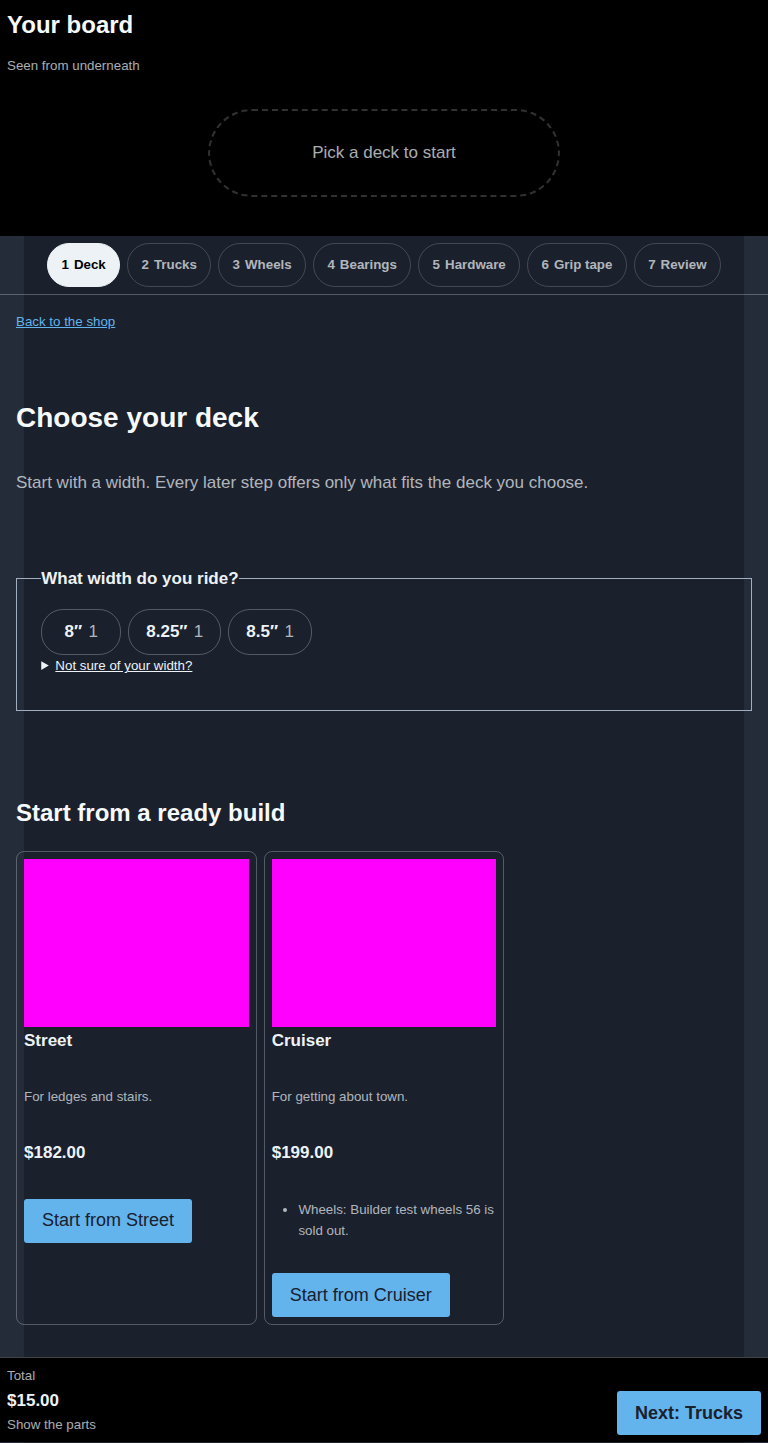 Your board
Seen from underneath
Pick a deck to start
1 Deck 2 Trucks 3 Wheels 4 Bearings 5 Hardware 6 Grip tape 7 Review
Back to the shop
Choose your deck
Start with a width. Every later step offers only what fits the deck you choose.
What width do you ride?
8″ 1 8.25″ 1 8.5″ 1
Not sure of your width?
Start from a ready build
Street
For ledges and stairs.
$182.00
Start from Street
Cruiser
For getting about town.
$199.00
• Wheels: Builder test wheels 56 is
sold out.
Start from Cruiser
Total
$15.00
Show the parts
Next: Trucks